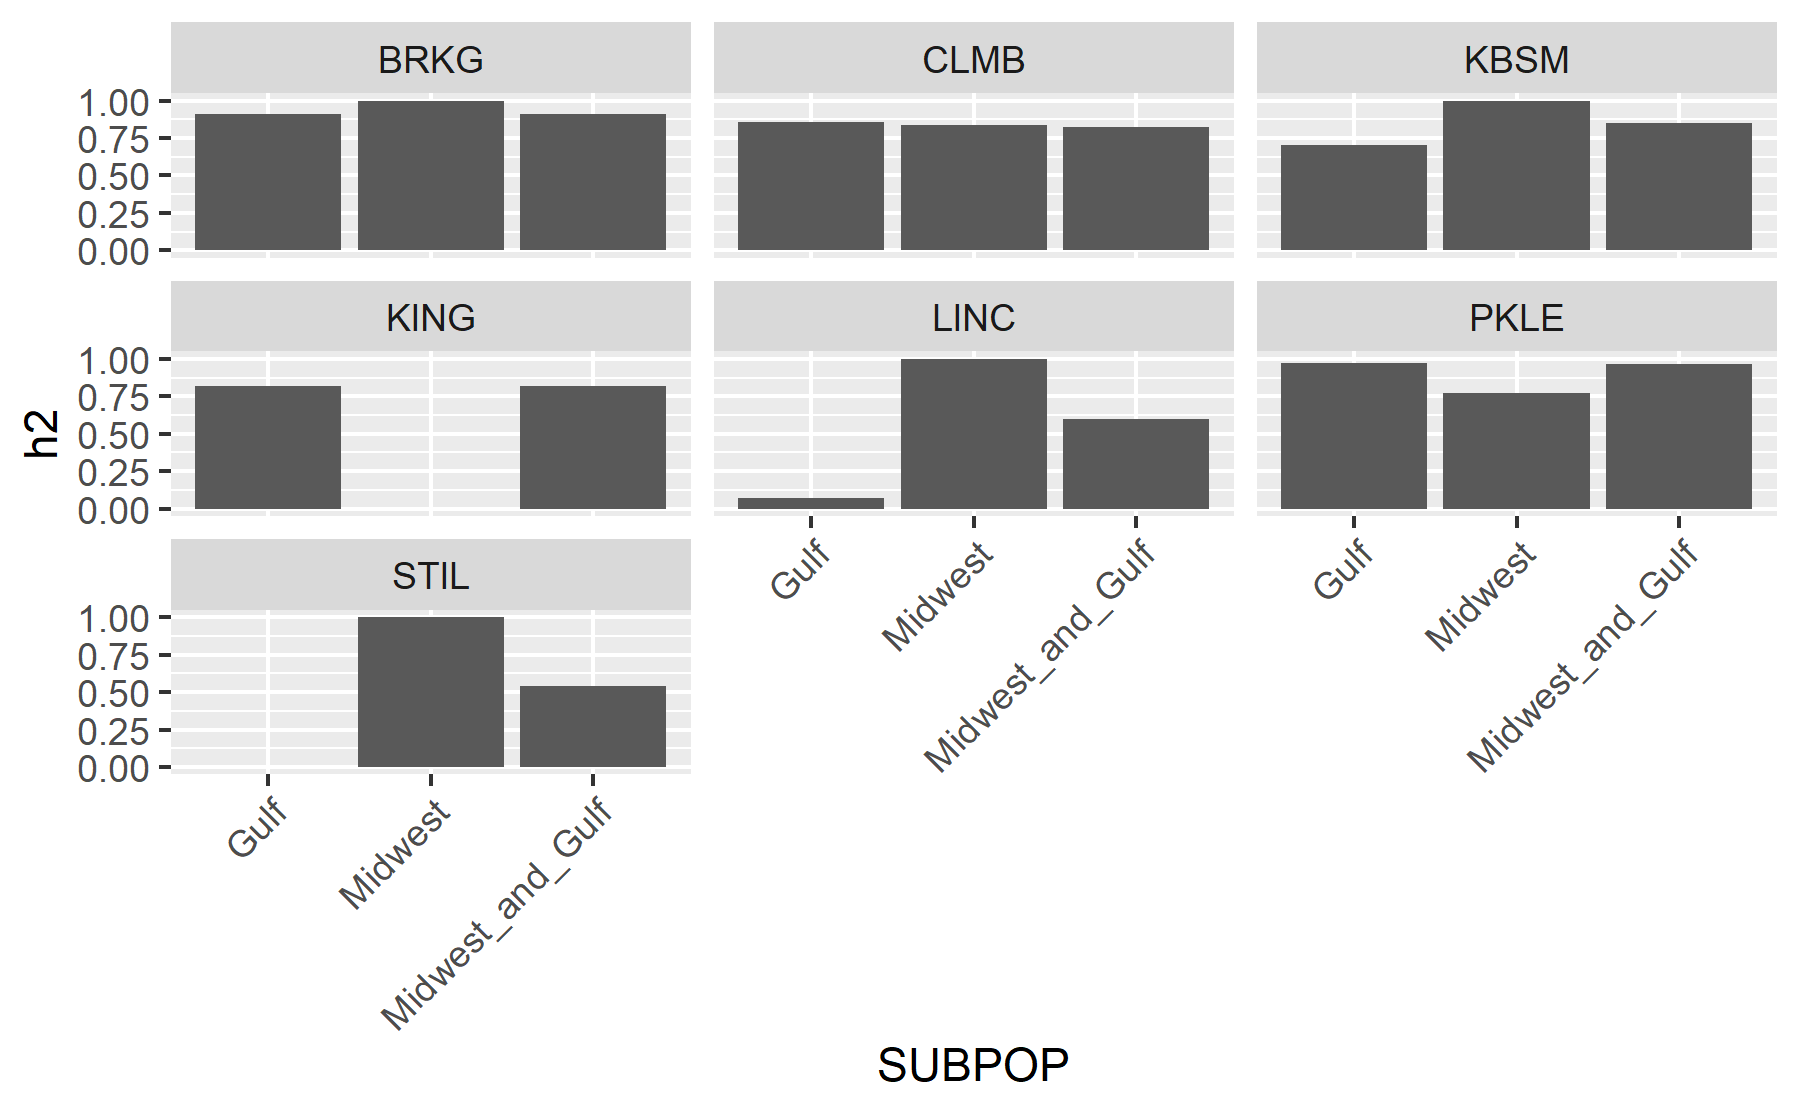 BRKG
CLMB
KBSM
1.00
0.75
0.50
0.25
0.00
KING
LINC
PKLE
1.00
0.75
0.50
0.25
0.00
STIL
1.00
0.75
0.50
0.25
0.00
Gulf
Midwest
Midwest_and_Gulf
Gulf
Midwest
Midwest_and_Gulf
Gulf
Midwest
Midwest_and_Gulf
h2
SUBPOP